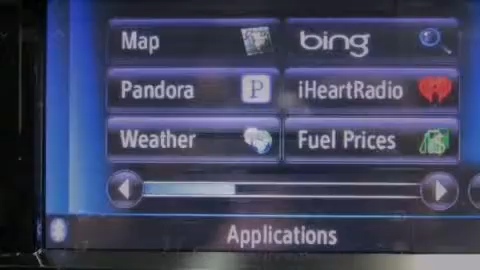 Map bing
Pandora P iHeartRadio
Weather Fuel Prices
Applications